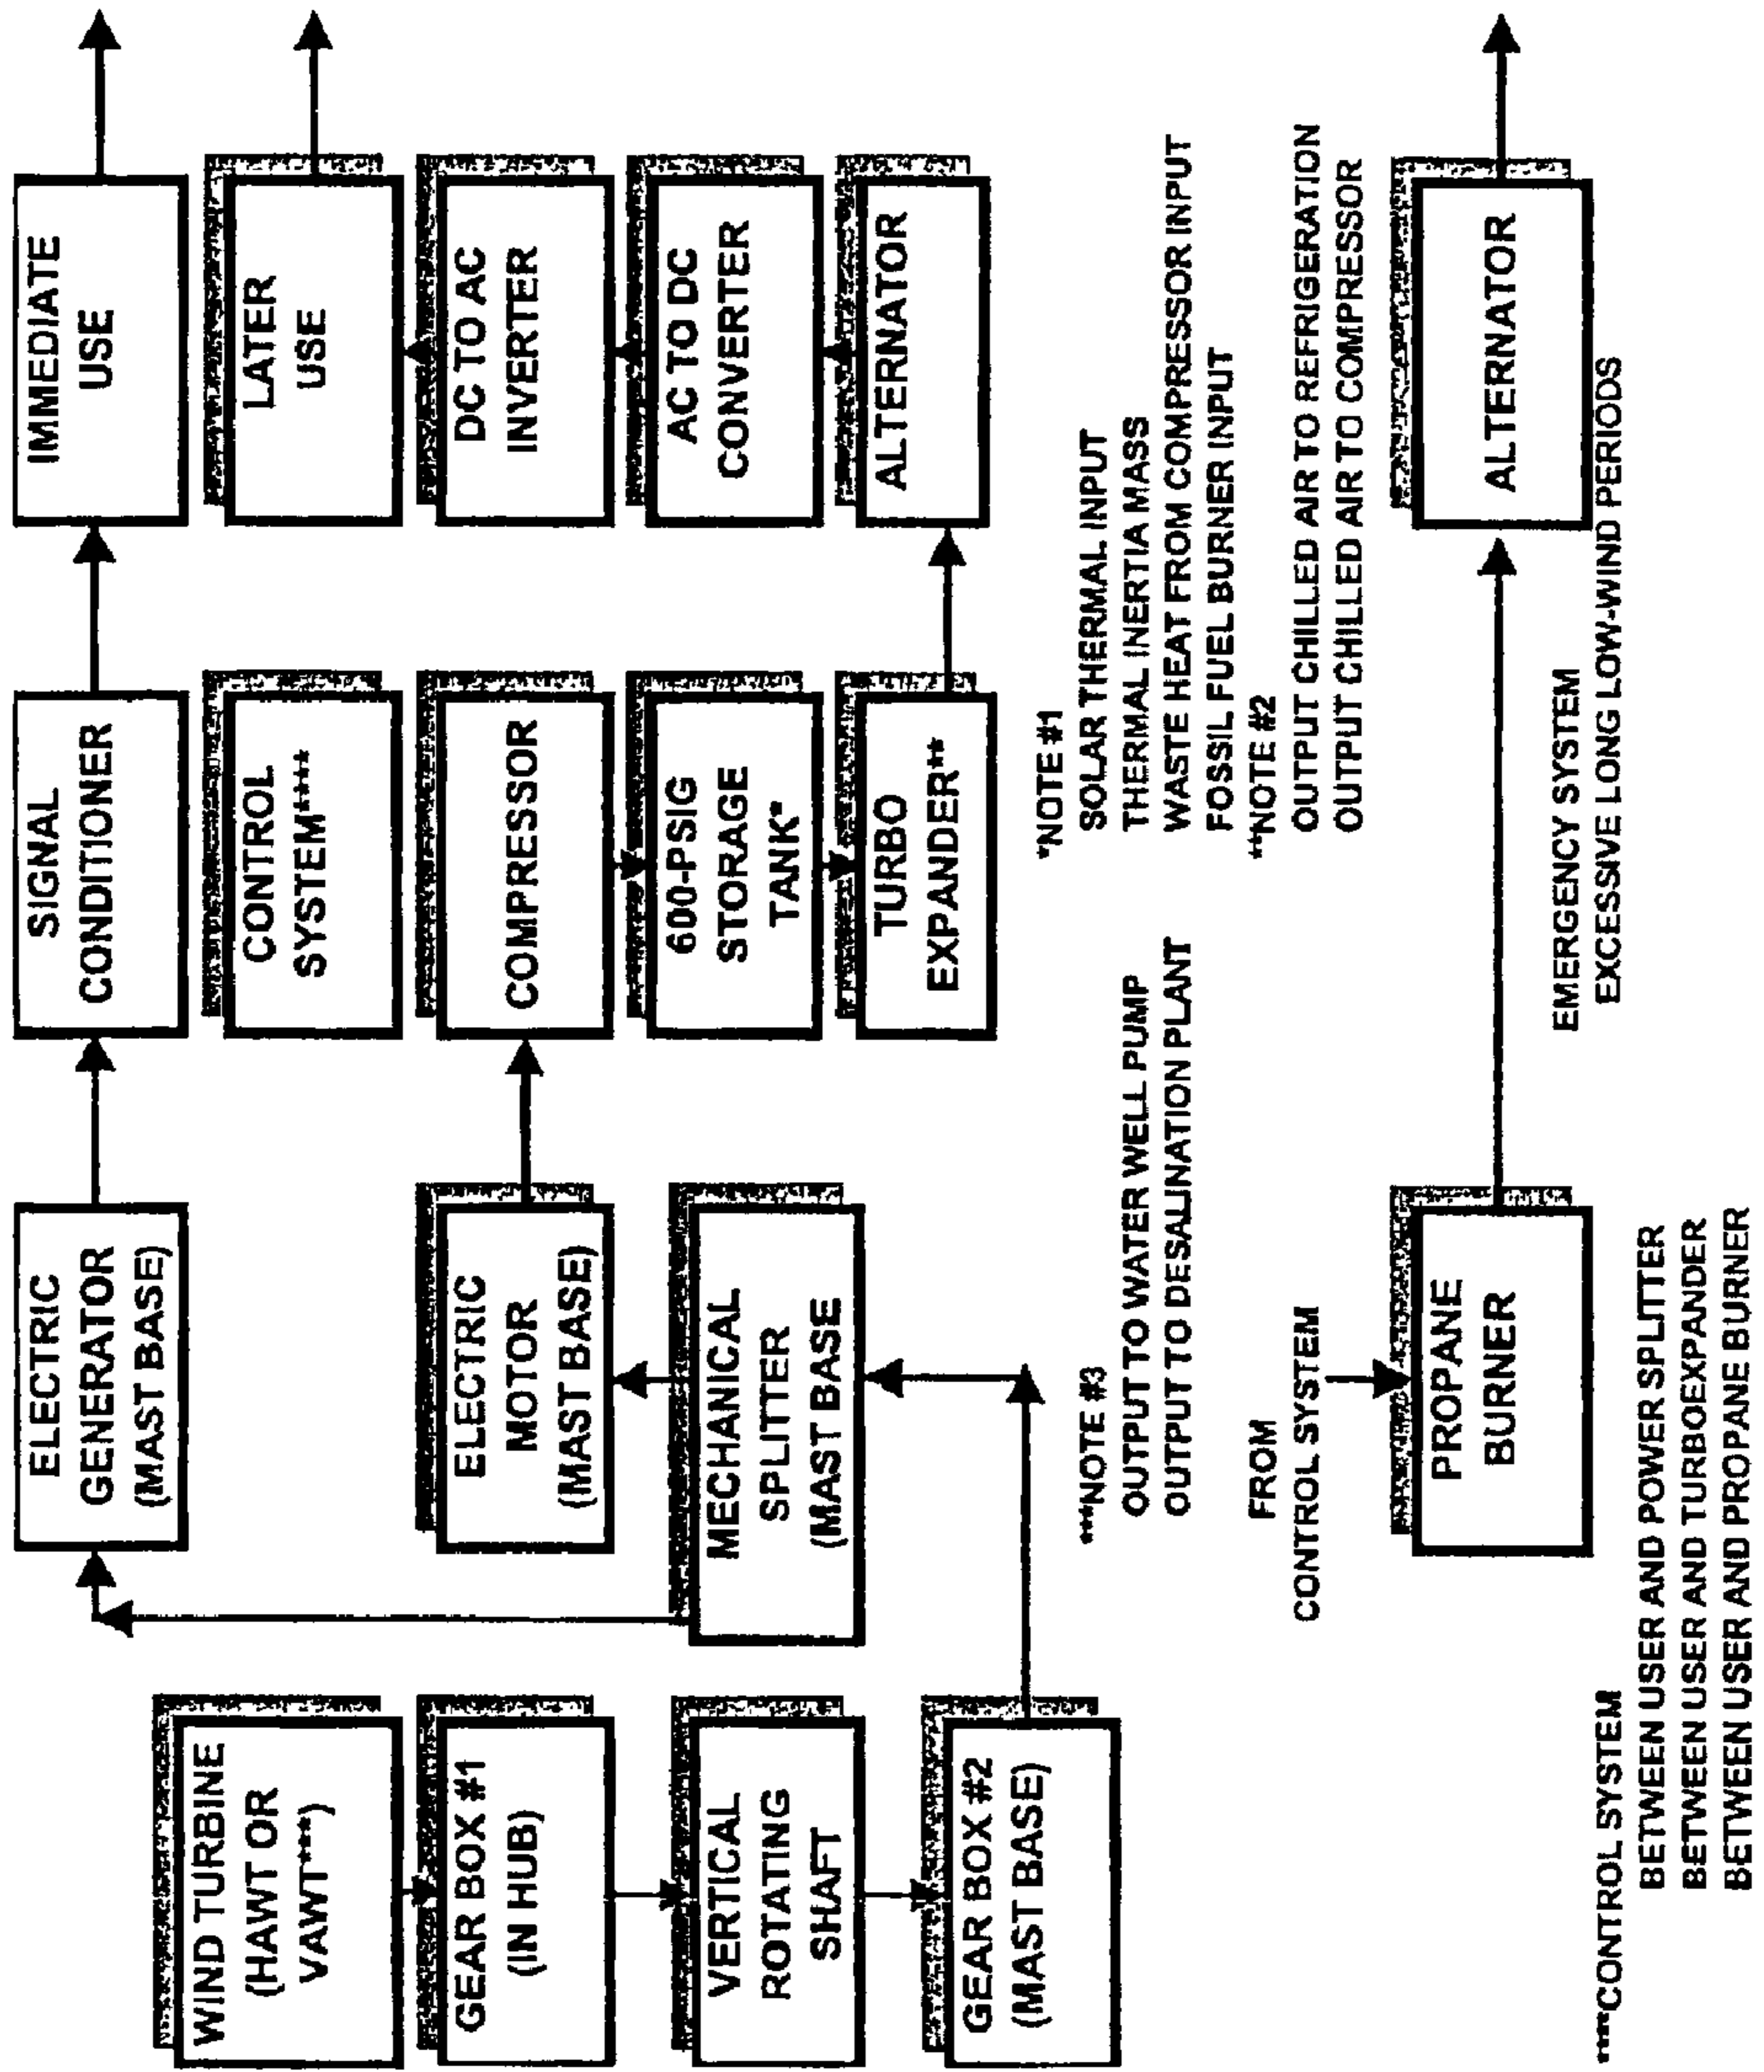 WIND TURBINE
(HAWT OR
VAWT***)
GEAR BOX #1
(IN HUB)
VERTICAL
ROTATING
SHAFT
GEAR BOX #2
(MAST BASE)
ELECTRIC
GENERATOR
(MAST BASE)
ELECTRIC
MOTOR
(MAST BASE)
MECHANICAL
SPLITTER
(MAST BASE)
SIGNAL
CONDITIONER
CONTROL
SYSTEM****
COMPRESSOR
600-PSIG
STORAGE
TANK*
TURBO
EXPANDER**
IMMEDIATE
USE
LATER
USE
DC TO AC
INVERTER
AC TO DC
CONVERTER
ALTERNATOR
*NOTE #1
SOLAR THERMAL INPUT
THERMAL INERTIA MASS
WASTE HEAT FROM COMPRESSOR INPUT
FOSSIL FUEL BURNER INPUT
**NOTE #2
OUTPUT CHILLED AIR TO REFRIGERATION
OUTPUT CHILLED AIR TO COMPRESSOR
***NOTE #3
OUTPUT TO WATER WELL PUMP
OUTPUT TO DESALINATION PLANT
FROM
CONTROL SYSTEM
PROPANE
BURNER
ALTERNATOR
EMERGENCY SYSTEM
EXCESSIVE LONG LOW-WIND PERIODS
****CONTROL SYSTEM
BETWEEN USER AND POWER SPLITTER
BETWEEN USER AND TURBOEXPANDER
BETWEEN USER AND PROPANE BURNER